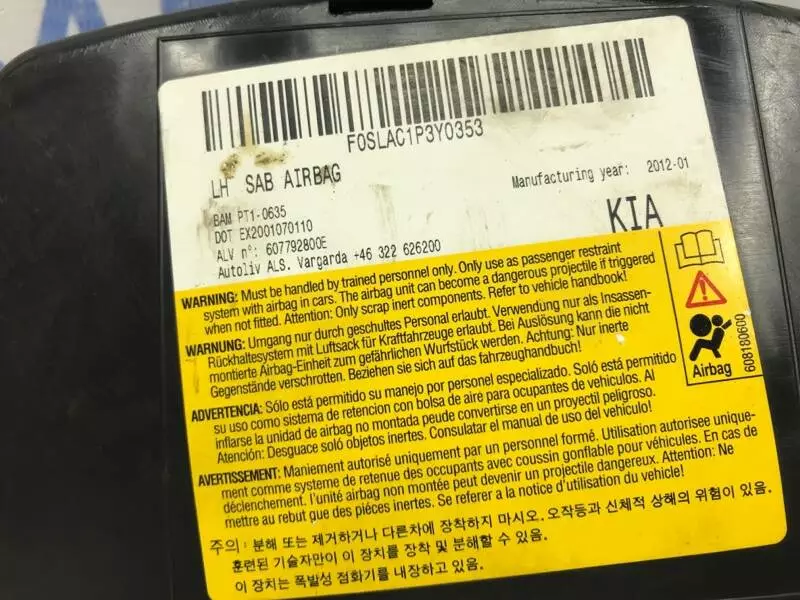 F0SLAC1P3Y0353
LH SAB AIRBAG
Manufacturing year: 2012-01
BAM PT1-0635
DOT EX2001070110
ALV n°: 607792800E
Autoliv ALS. Vargarda +46 322 626200
KIA
WARNING: Must be handled by trained personnel only. Only use as passenger restraint
system with airbag in cars. The airbag unit can become a dangerous projectile if triggered
when not fitted. Attention: Only scrap inert components. Refer to vehicle handbook!
WARNUNG: Umgang nur durch geschultes Personal erlaubt. Verwendung nur als Insassen-
Rückhaltesystem mit Luftsack für Kraftfahrzeuge erlaubt. Bei Auslösung kann die nicht
montierte Airbag-Einheit zum gefährlichen Wurfstück werden. Achtung: Nur inerte
Gegenstände verschrotten. Beziehen sie sich auf das fahrzeughandbuch!
ADVERTENCIA: Sólo está permitido su manejo por personel especializado. Soló está permitido
su uso como sistema de retencion con bolsa de aire para ocupantes de vehiculos. Al
inflarse la unidad de airbag no montada peude convertirse en un proyectil peligroso.
Atención: Desguace soló objetos inertes. Consulatar el manual de uso del vehículo!
AVERTISSEMENT: Maniement autorisé uniquement par un personnel formé. Utilisation autorisee unique-
ment comme systeme de retenue des occupants avec coussin gonflable pour véhicules. En cas de
déclenchement. l'unité airbag non montée peut devenir un projectile dangereux. Attention: Ne
mettre au rebut que des piéces inertes. Se referer a la notice d'utilisation du vehicule!
주의 : 분해 또는 제거하거나 다른차에 장착하지 마시오. 오작동과 신체적 상해의 위험이 있음.
훈련된 기술자만이 이 장치를 장착 및 분해할 수 있음.
이 장치는 폭발성 점화기를 내장하고 있음.
Airbag
608180600